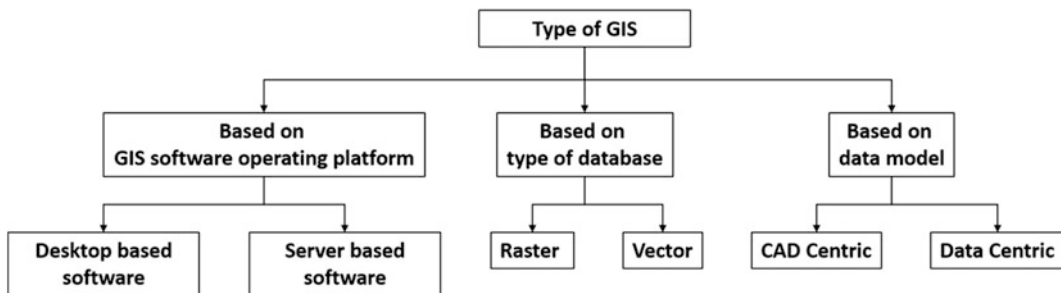 Type of GIS
Based on
GIS software operating platform
Based on
type of database
Based on
data model
Desktop based
software
Server based
software
Raster
Vector
CAD Centric
Data Centric